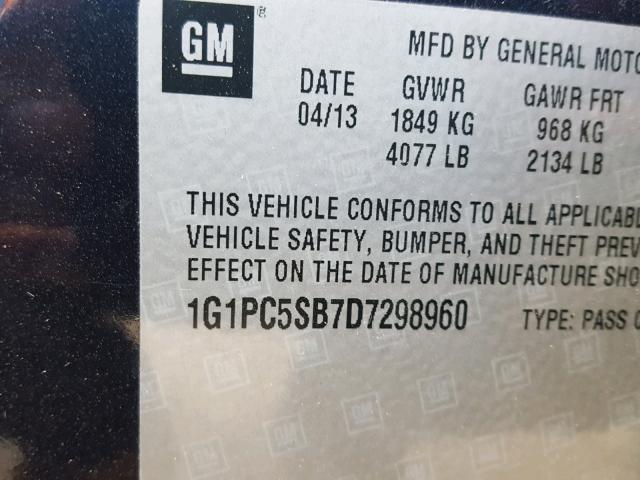 GM ®
MFD BY GENERAL MOTO
DATE GVWR GAWR FRT
04/13 1849 KG 968 KG
4077 LB 2134 LB
THIS VEHICLE CONFORMS TO ALL APPLICABL
VEHICLE SAFETY, BUMPER, AND THEFT PREV
EFFECT ON THE DATE OF MANUFACTURE SHO
1G1PC5SB7D7298960 TYPE: PASS C